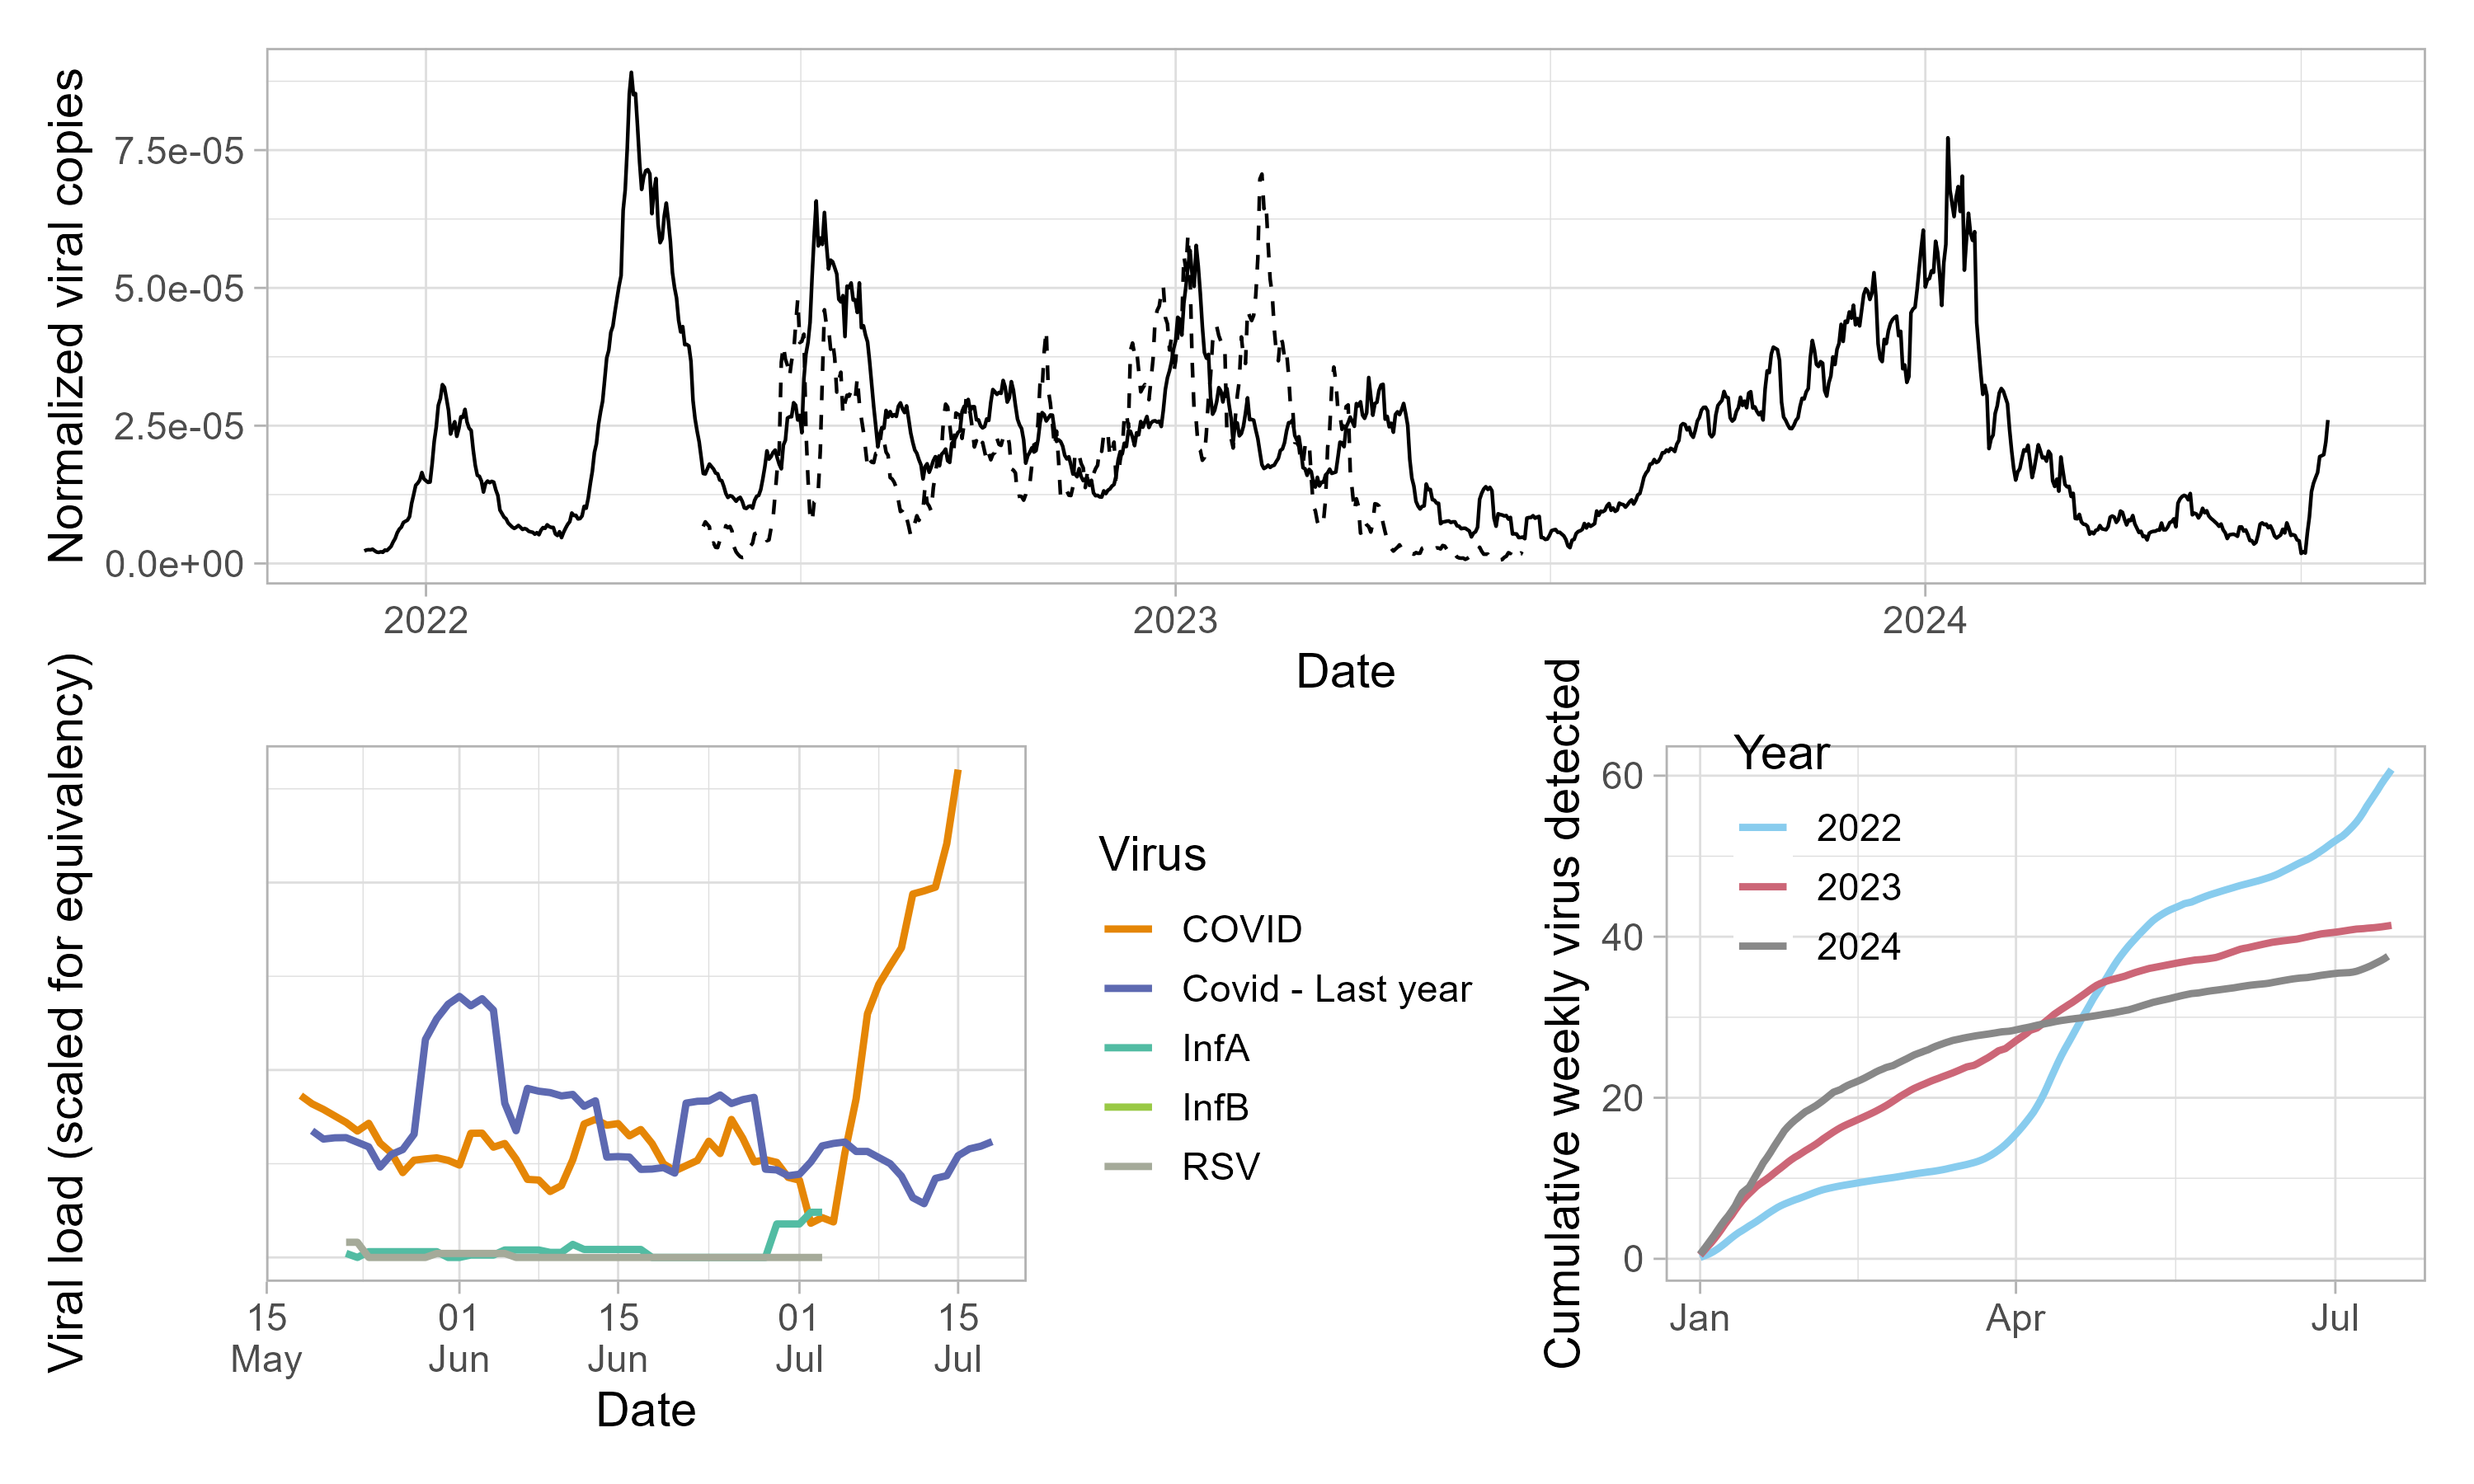 Normalized viral copies
7.5e-05
5.0e-05
2.5e-05
0.0e+00
2022
2023
2024
Date
Viral load (scaled for equivalency)
15
May
01
Jun
15
Jun
01
Jul
15
Jul
Date
Virus
COVID
Covid - Last year
InfA
InfB
RSV
Cumulative weekly virus detected
60
40
20
0
Jan
Apr
Jul
Year
2022
2023
2024